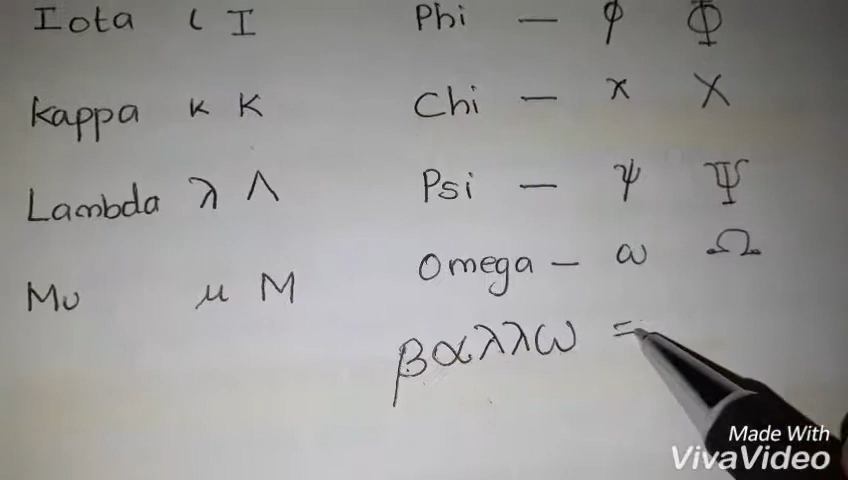 Iota ι I
Kappa κ K
Lambda λ Λ
Mu μ M
Phi — φ Φ
Chi — χ Χ
Psi — ψ Ψ
Omega — ω Ω
βαλλω =
Made With
VivaVideo